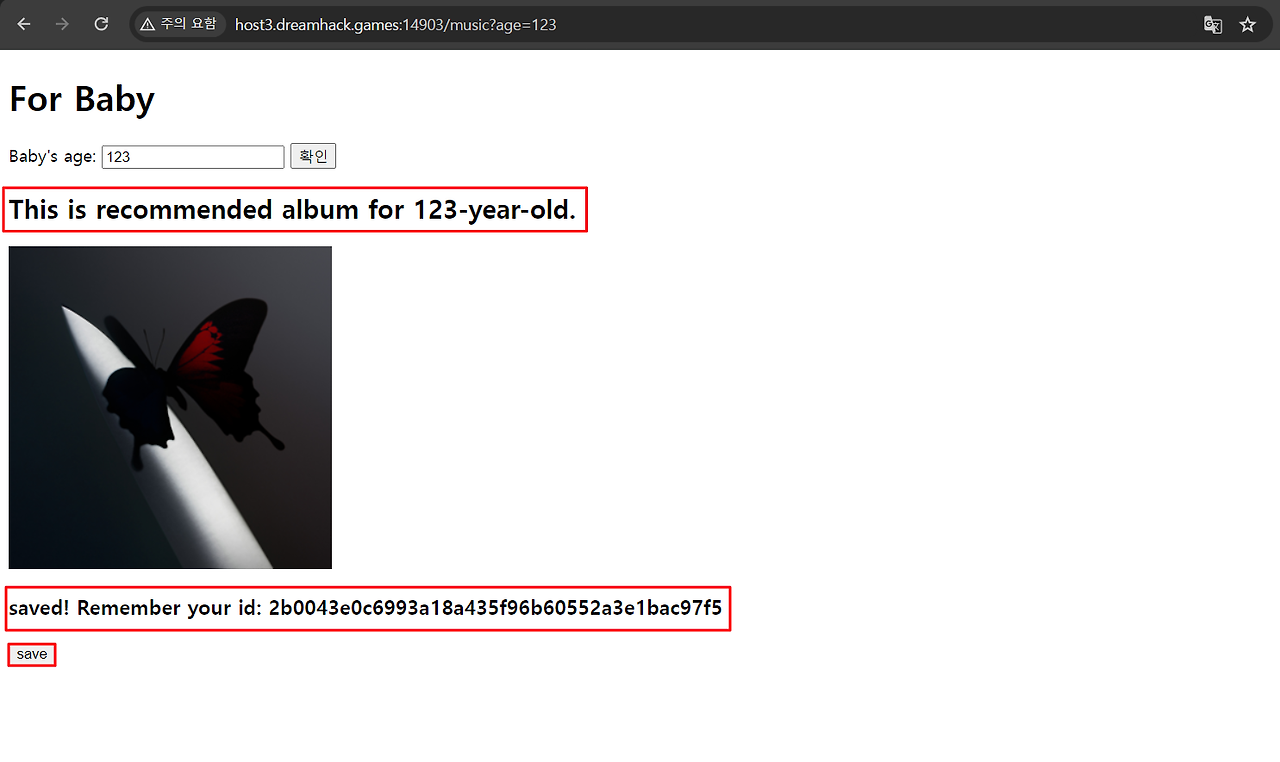 주의 요함 host3.dreamhack.games:14903/music?age=123
For Baby
Baby's age: 123 확인
This is recommended album for 123-year-old.
saved! Remember your id: 2b0043e0c6993a18a435f96b60552a3e1bac97f5
save